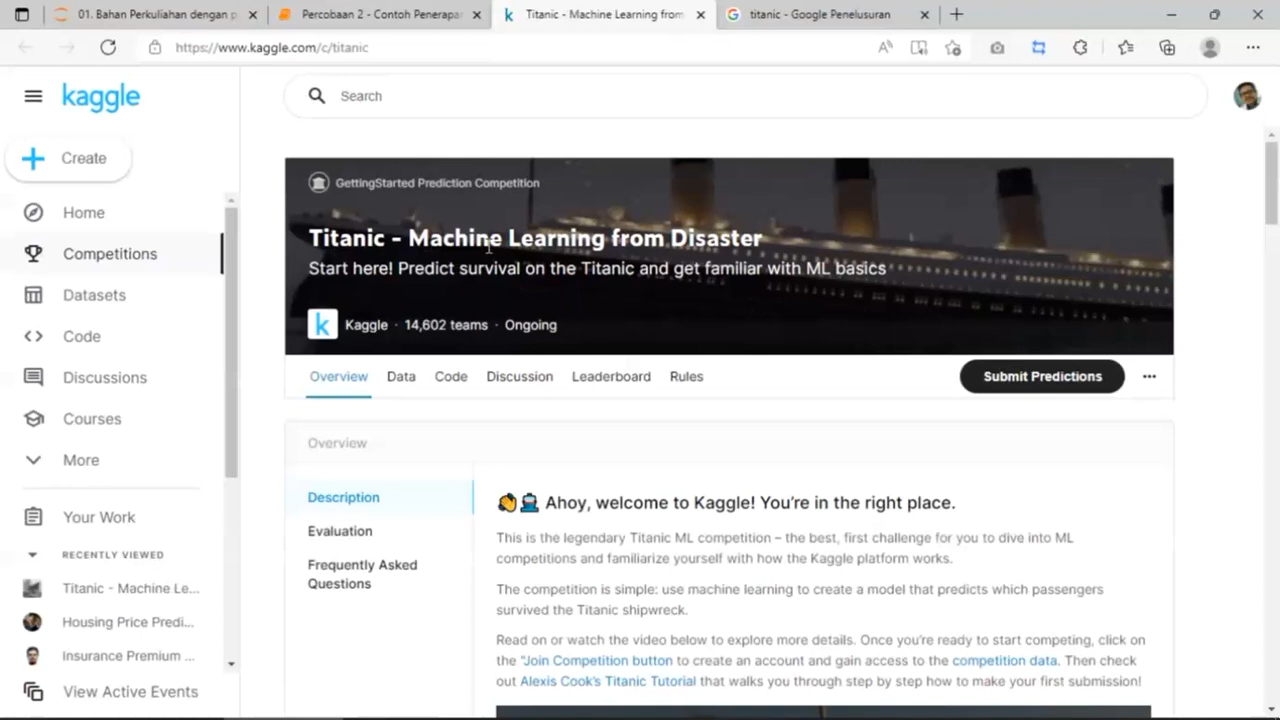 01. Bahan Perkuliahan dengan p
Percobaan 2 - Contoh Penerapa
Titanic - Machine Learning from
titanic - Google Penelusuran
https://www.kaggle.com/c/titanic
kaggle
Search
Create
Home
Competitions
Datasets
Code
Discussions
Courses
More
Your Work
RECENTLY VIEWED
Titanic - Machine Le...
Housing Price Predi...
Insurance Premium ...
View Active Events
GettingStarted Prediction Competition
Titanic - Machine Learning from Disaster
Start here! Predict survival on the Titanic and get familiar with ML basics
k Kaggle · 14,602 teams · Ongoing
Overview Data Code Discussion Leaderboard Rules Submit Predictions
Overview
Description
Evaluation
Frequently Asked
Questions
Ahoy, welcome to Kaggle! You're in the right place.
This is the legendary Titanic ML competition – the best, first challenge for you to dive into ML
competitions and familiarize yourself with how the Kaggle platform works.
The competition is simple: use machine learning to create a model that predicts which passengers
survived the Titanic shipwreck.
Read on or watch the video below to explore more details. Once you're ready to start competing, click on
the "Join Competition button to create an account and gain access to the competition data. Then check
out Alexis Cook's Titanic Tutorial that walks you through step by step how to make your first submission!